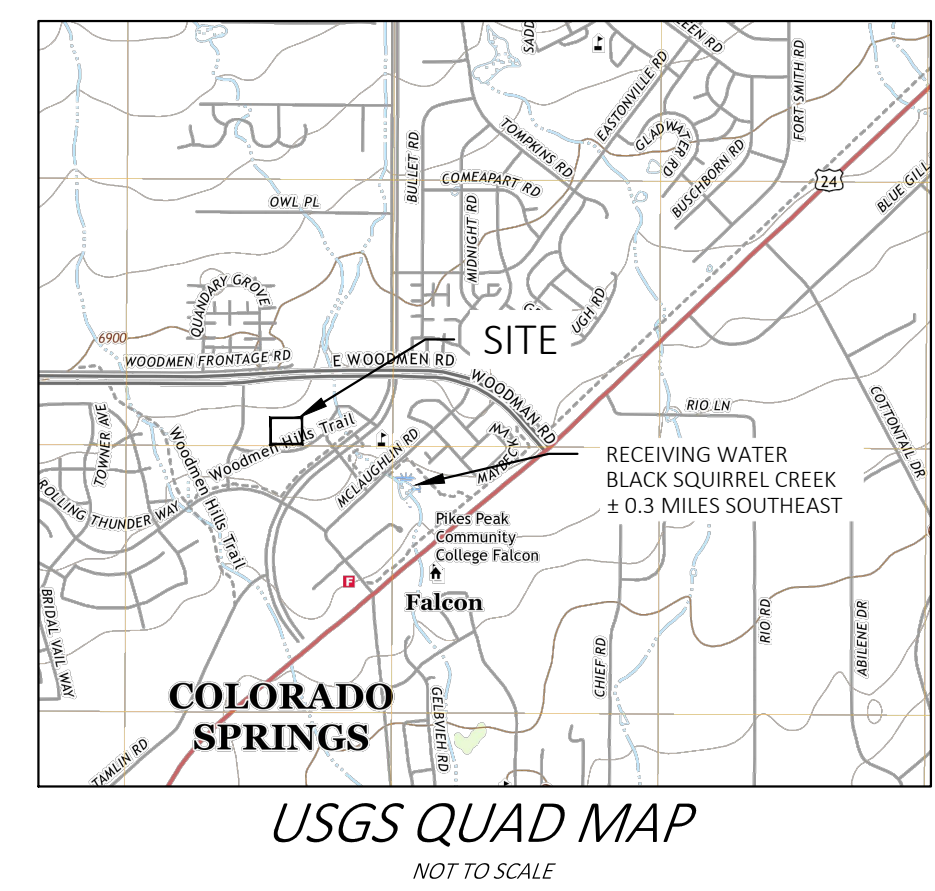 SADD
EEN RD
FORT SMITH RD
EASTONVILLE RD
TOMPKINS RD
GLADWATER RD
BUSCHBORN RD
BULLET RD
COMEAPART RD
24
BLUE GILL
OWL PL
MIDNIGHT RD
QUANDARY GROVE
UGH RD
6900
SITE
WOODMEN FRONTAGE RD
E WOODMEN RD
WOODMAN RD
RIO LN
COTTONTAIL DR
TOWNER AVE
Woodmen Hills Trail
Woodmen Hills Trail
MCLAUGHLIN RD
MAYBEC
RECEIVING WATER
BLACK SQUIRREL CREEK
± 0.3 MILES SOUTHEAST
ROLLING THUNDER WAY
Pikes Peak
Community
College Falcon
F
Falcon
BRIDAL VAIL WAY
CHIEF RD
RIO RD
ABILENE DR
COLORADO
SPRINGS
GELBVIEH RD
TAMLIN RD
USGS QUAD MAP
NOT TO SCALE